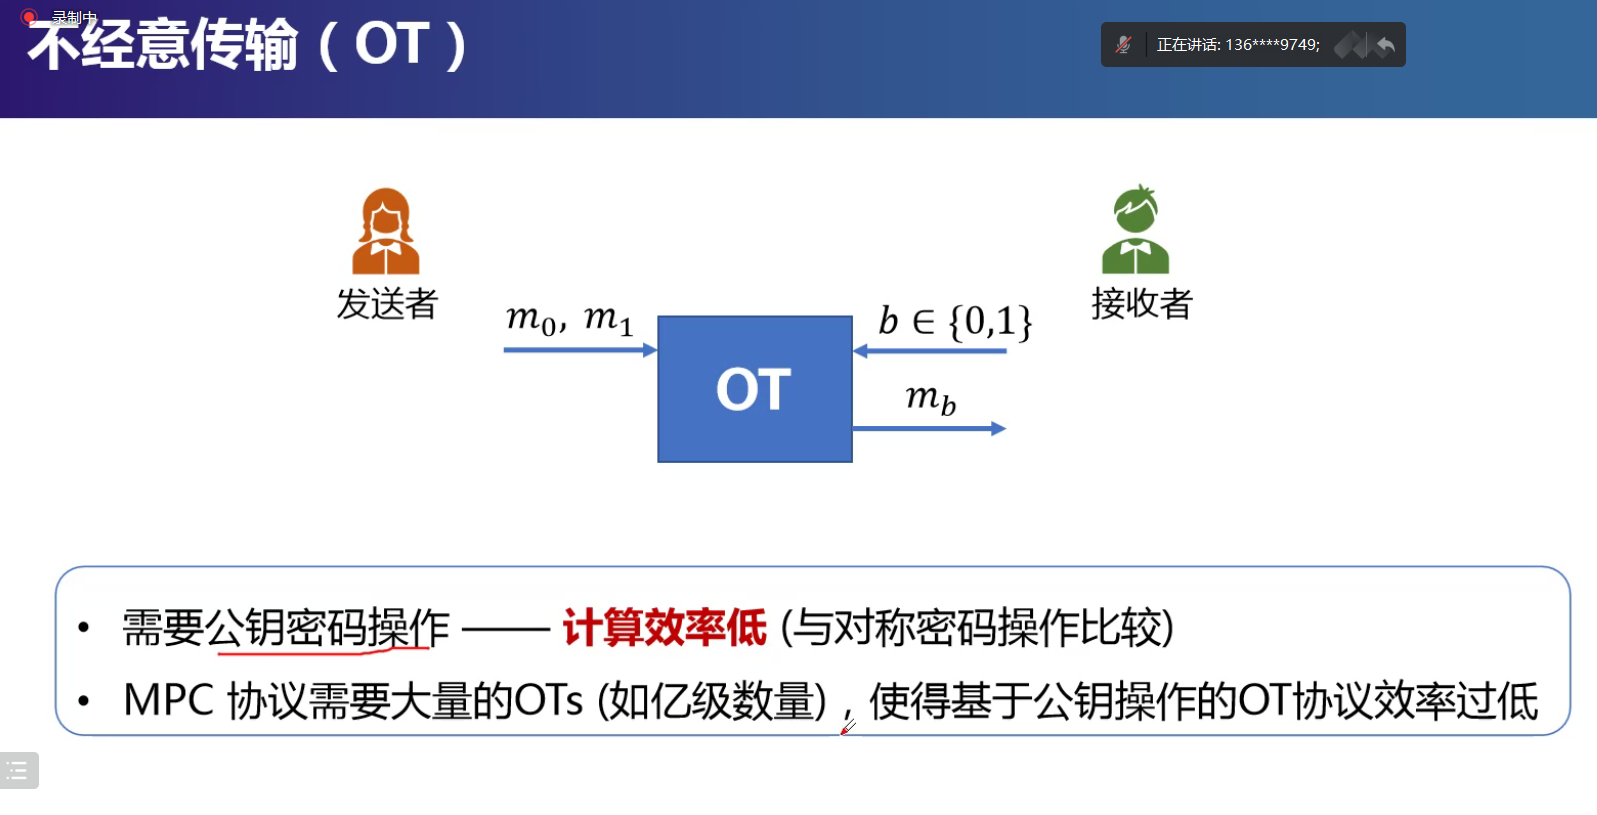 录制中
不经意传输（OT）
正在讲话: 136****9749;
发送者
接收者
m₀, m₁
b ∈ {0,1}
OT
m_b
• 需要公钥密码操作 —— 计算效率低 (与对称密码操作比较)
• MPC 协议需要大量的OTs (如亿级数量)，使得基于公钥操作的OT协议效率过低